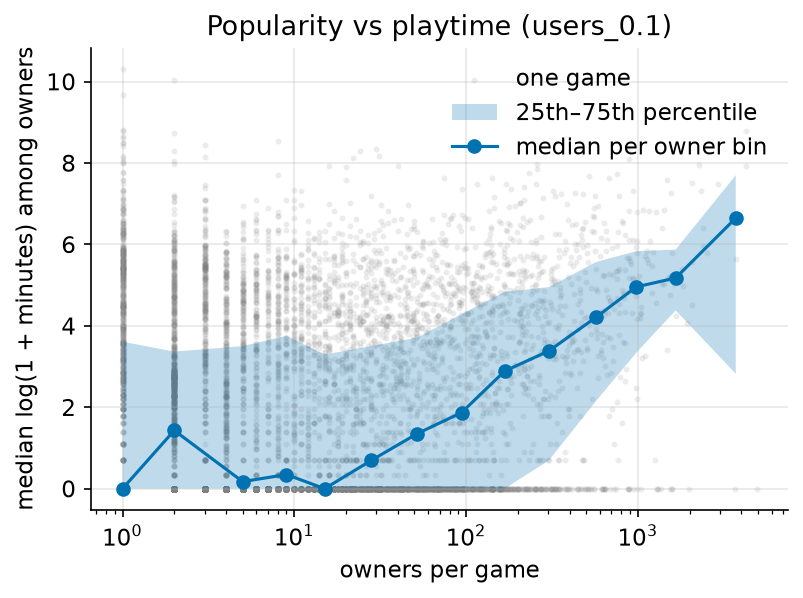 Popularity vs playtime (users_0.1)
one game
25th–75th percentile
median per owner bin
median log(1 + minutes) among owners
10
8
6
4
2
0
10⁰
10¹
10²
10³
owners per game